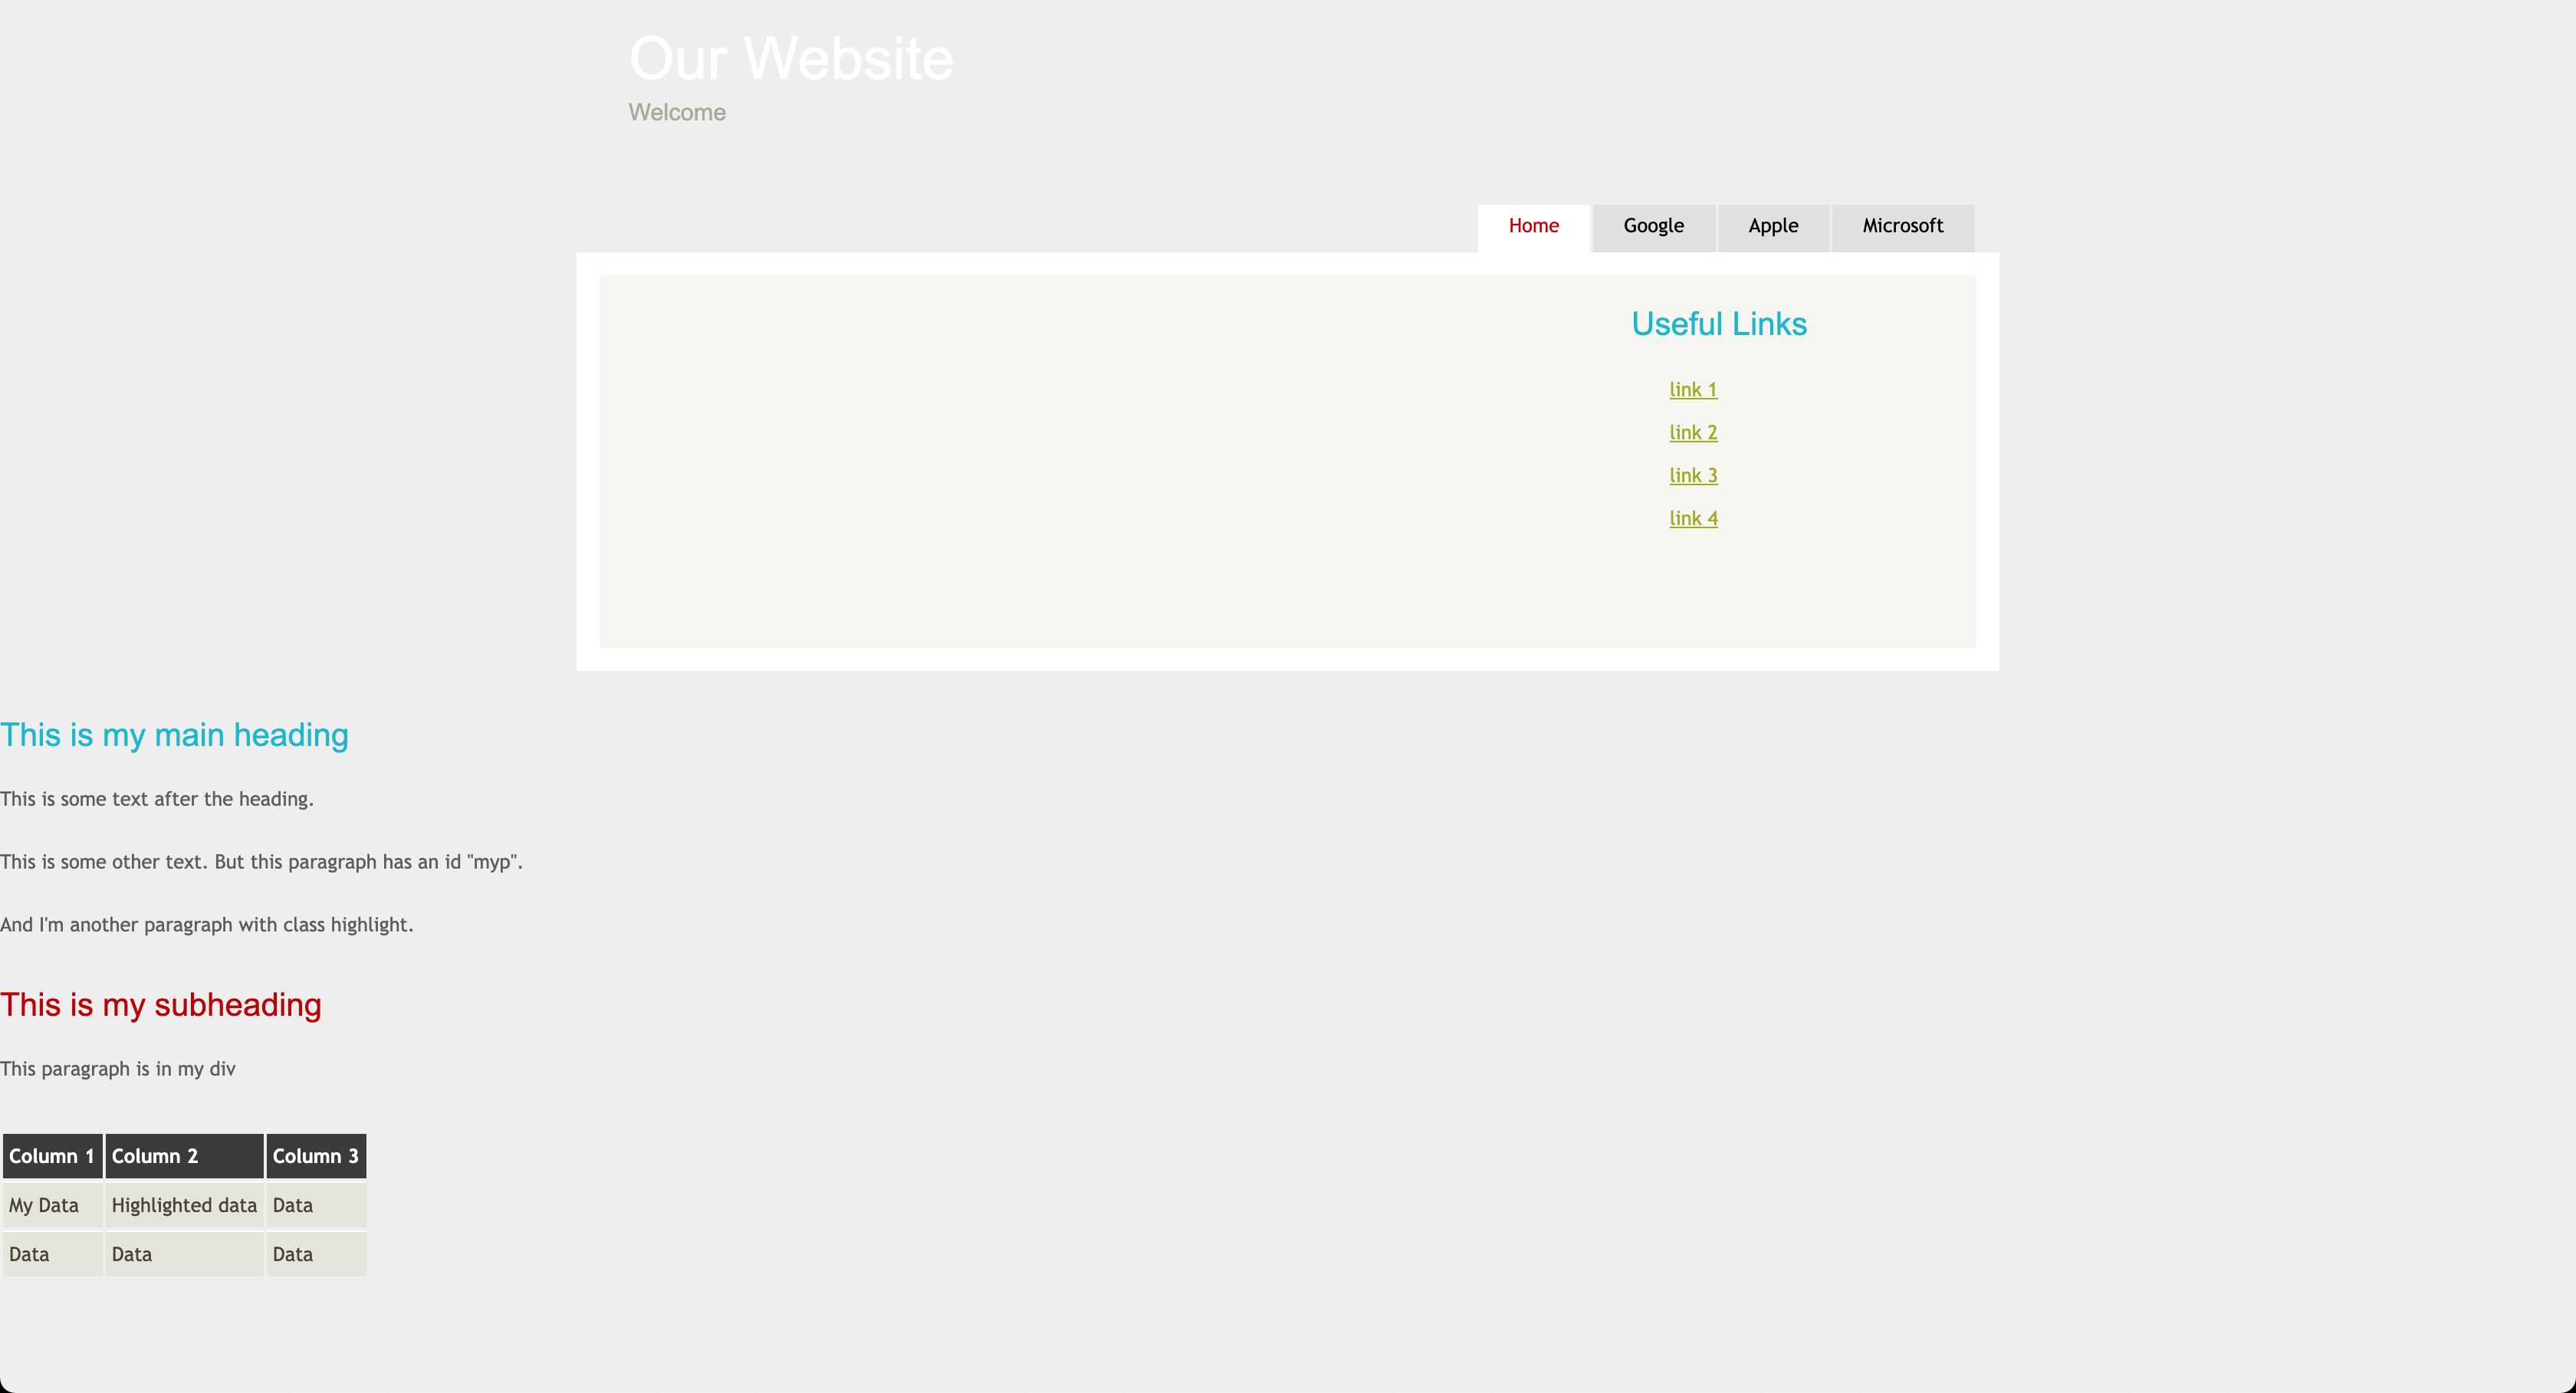 Our Website
Welcome
Home Google Apple Microsoft
Useful Links
link 1
link 2
link 3
link 4
This is my main heading
This is some text after the heading.
This is some other text. But this paragraph has an id "myp".
And I'm another paragraph with class highlight.
This is my subheading
This paragraph is in my div
Column 1 Column 2 Column 3
My Data Highlighted data Data
Data Data Data